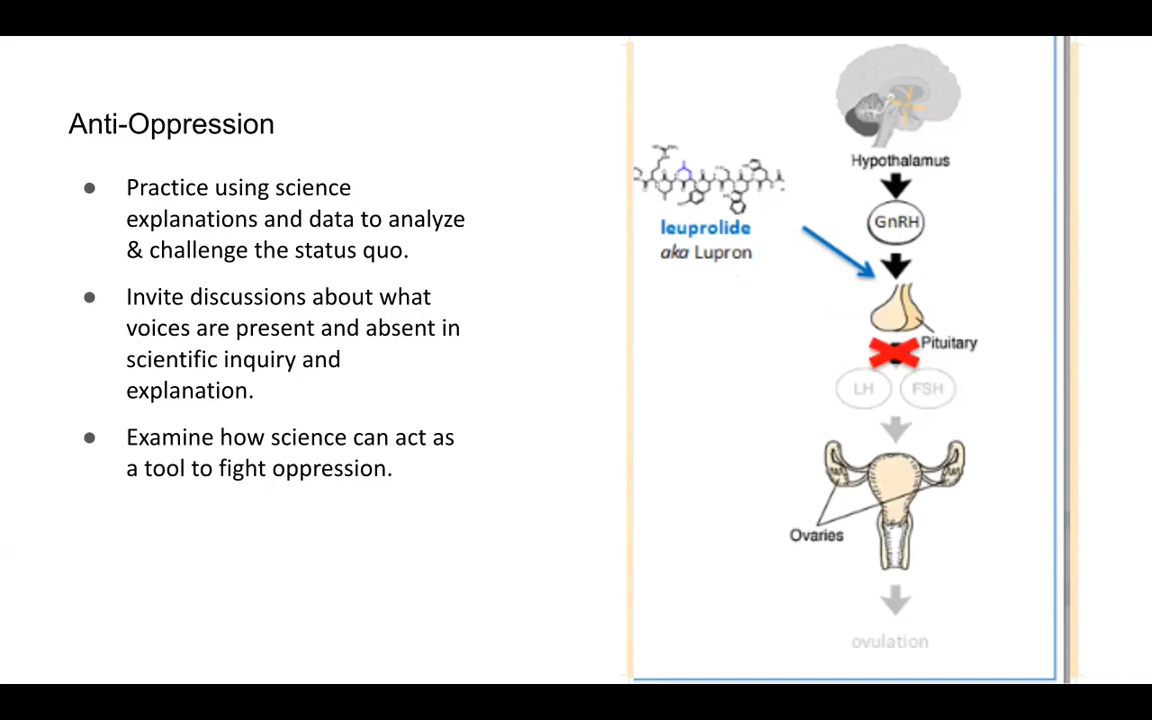 Anti-Oppression
● Practice using science
explanations and data to analyze
& challenge the status quo.
● Invite discussions about what
voices are present and absent in
scientific inquiry and
explanation.
● Examine how science can act as
a tool to fight oppression.
Hypothalamus
GnRH
leuprolide
aka Lupron
Pituitary
LH
FSH
Ovaries
ovulation